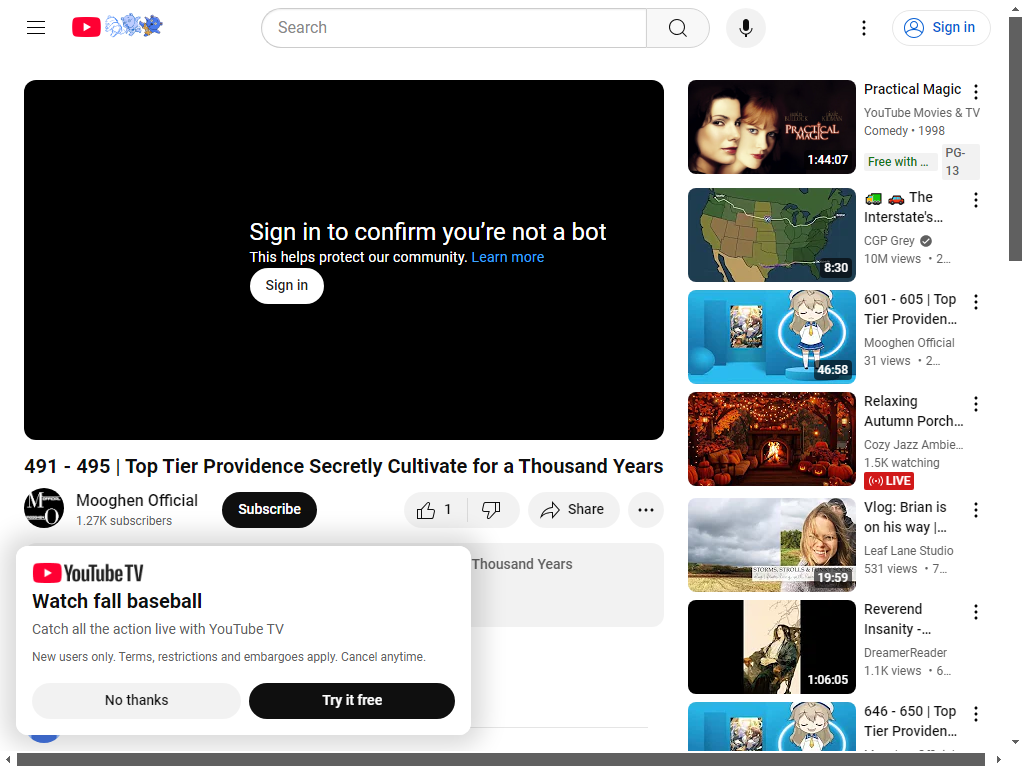 Search
Sign in
Sign in to confirm you’re not a bot
This helps protect our community. Learn more
Sign in
491 - 495 | Top Tier Providence Secretly Cultivate for a Thousand Years
Mooghen Official
1.27K subscribers
Subscribe
1
Share
Thousand Years
YouTube TV
Watch fall baseball
Catch all the action live with YouTube TV
New users only. Terms, restrictions and embargoes apply. Cancel anytime.
No thanks
Try it free
PRACTICAL
MAGIC
1:44:07
Practical Magic
YouTube Movies & TV
Comedy • 1998
Free with ...
PG-
13
8:30
The
Interstate's...
CGP Grey
10M views • 2...
46:58
601 - 605 | Top
Tier Providen...
Mooghen Official
31 views • 2...
Relaxing
Autumn Porch...
Cozy Jazz Ambie...
1.5K watching
LIVE
STORMS, STROLLS &
19:59
Vlog: Brian is
on his way |...
Leaf Lane Studio
531 views • 7...
1:06:05
Reverend
Insanity -...
DreamerReader
1.1K views • 6...
646 - 650 | Top
Tier Providen...